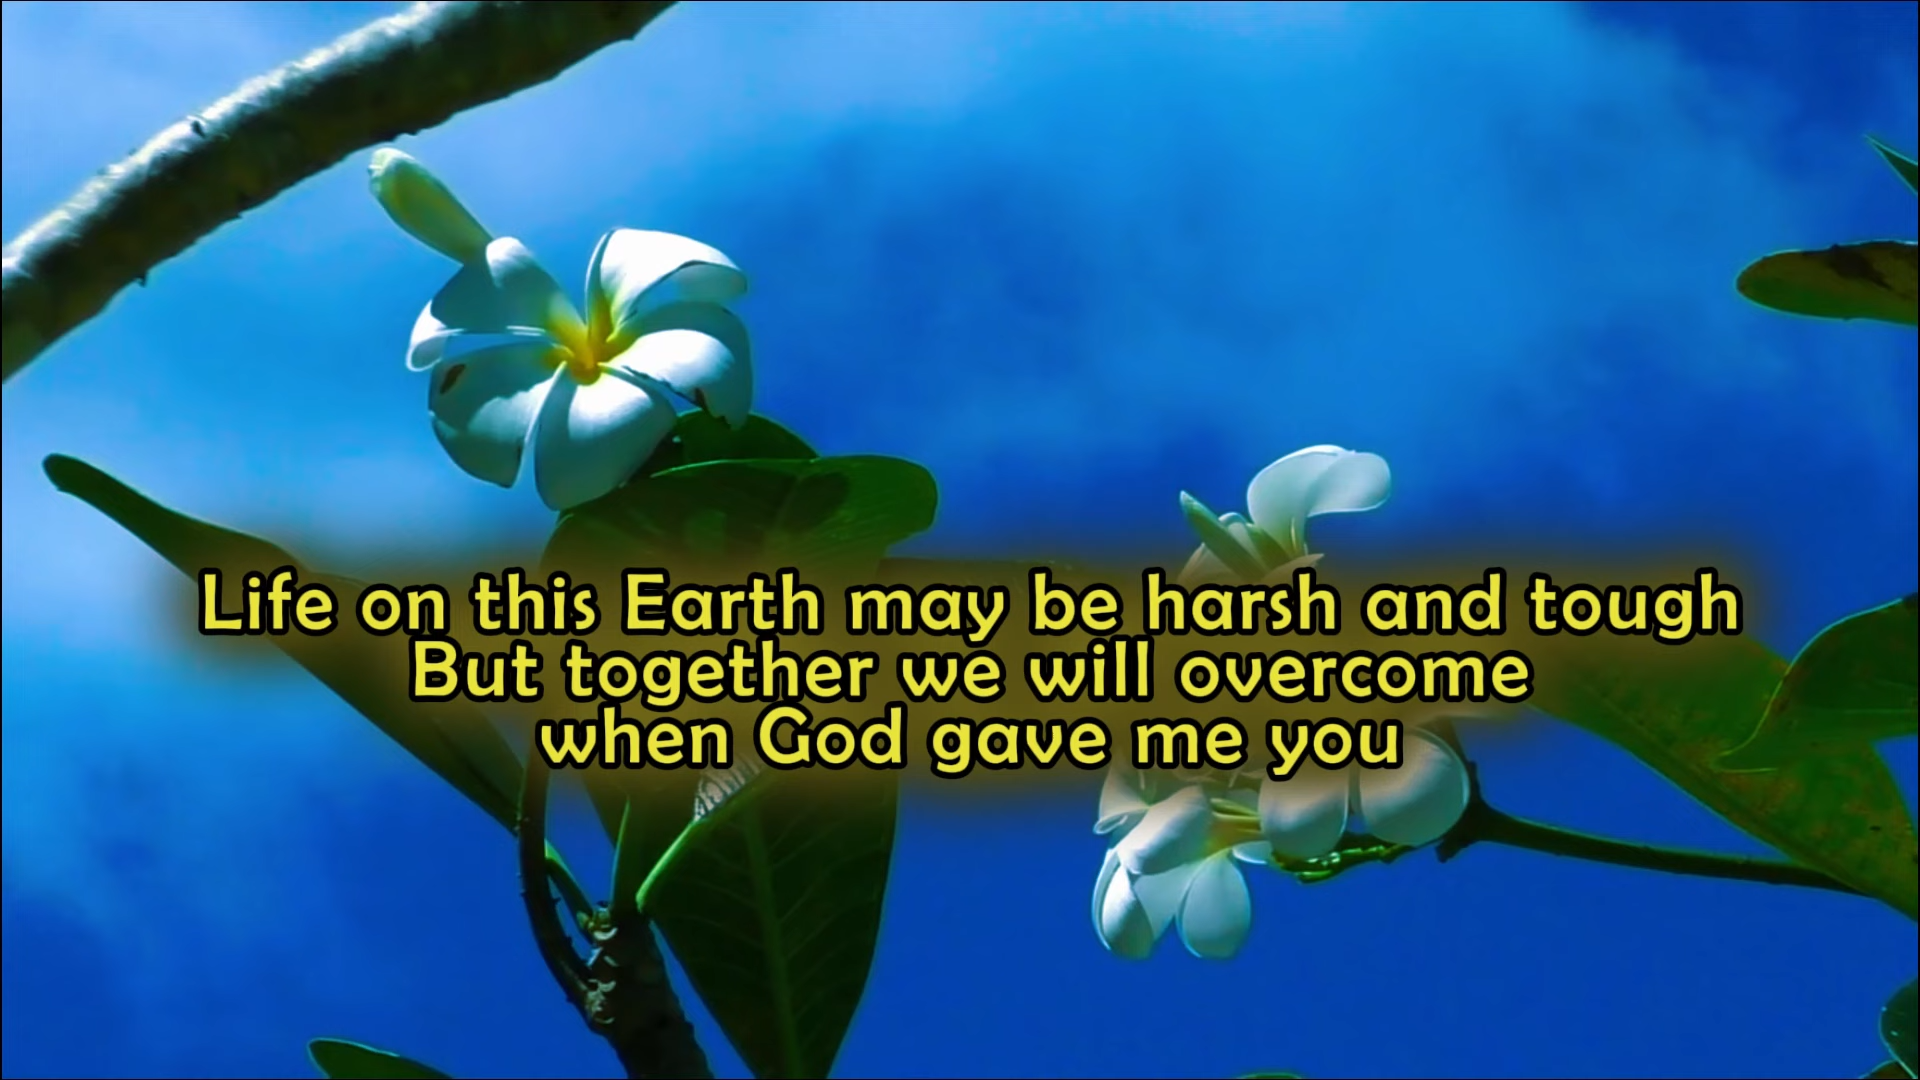 Life on this Earth may be harsh and tough
But together we will overcome
when God gave me you